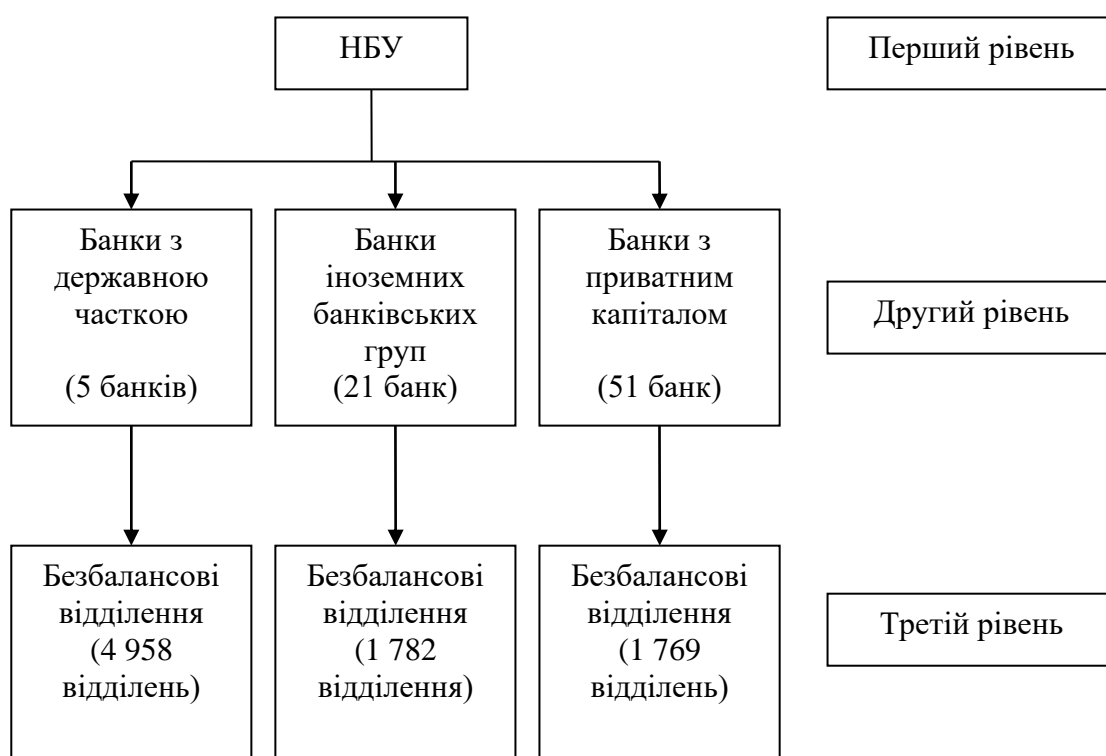 НБУ
Перший рівень
Банки з
державною
часткою
(5 банків)
Банки
іноземних
банківських
груп
(21 банк)
Банки з
приватним
капіталом
(51 банк)
Другий рівень
Безбалансові
відділення
(4 958
відділень)
Безбалансові
відділення
(1 782
відділення)
Безбалансові
відділення
(1 769
відділень)
Третій рівень